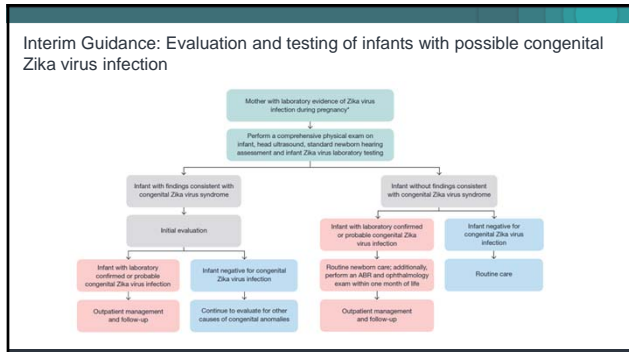 Interim Guidance: Evaluation and testing of infants with possible congenital
Zika virus infection
Mother with laboratory evidence of Zika virus
infection during pregnancy*
Perform a comprehensive physical exam on
infant, head ultrasound, standard newborn hearing
assessment and infant Zika virus laboratory testing
Infant with findings consistent with
congenital Zika virus syndrome
Infant without findings consistent
with congenital Zika virus syndrome
Initial evaluation
Infant with laboratory confirmed
or probable congenital Zika
virus infection
Infant negative for
congenital Zika virus
infection
Infant with laboratory
confirmed or probable
congenital Zika virus infection
Infant negative for congenital
Zika virus infection
Routine newborn care; additionally,
perform an ABR and ophthalmology
exam within one month of life
Routine care
Outpatient management
and follow-up
Continue to evaluate for other
causes of congenital anomalies
Outpatient management
and follow-up